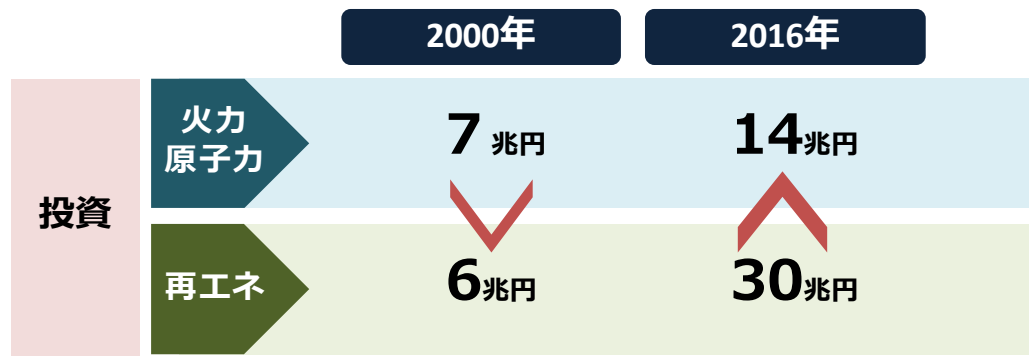 2000年
2016年
投資
火力
原子力
7 兆円
14兆円
再エネ
6兆円
30兆円